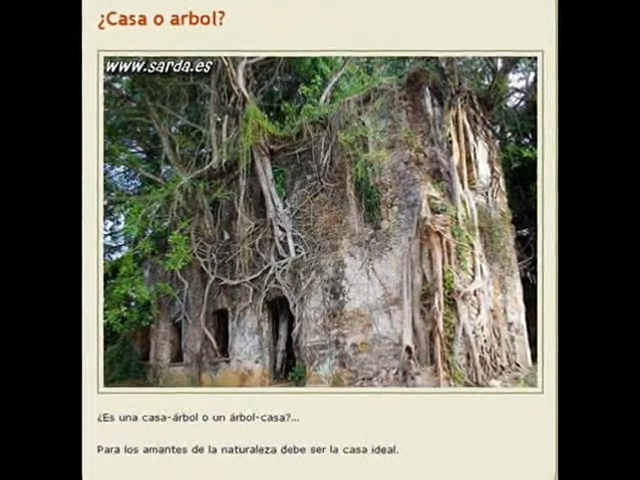 ¿Casa o arbol?
www.sarda.es
¿Es una casa-árbol o un árbol-casa?...
Para los amantes de la naturaleza debe ser la casa ideal.